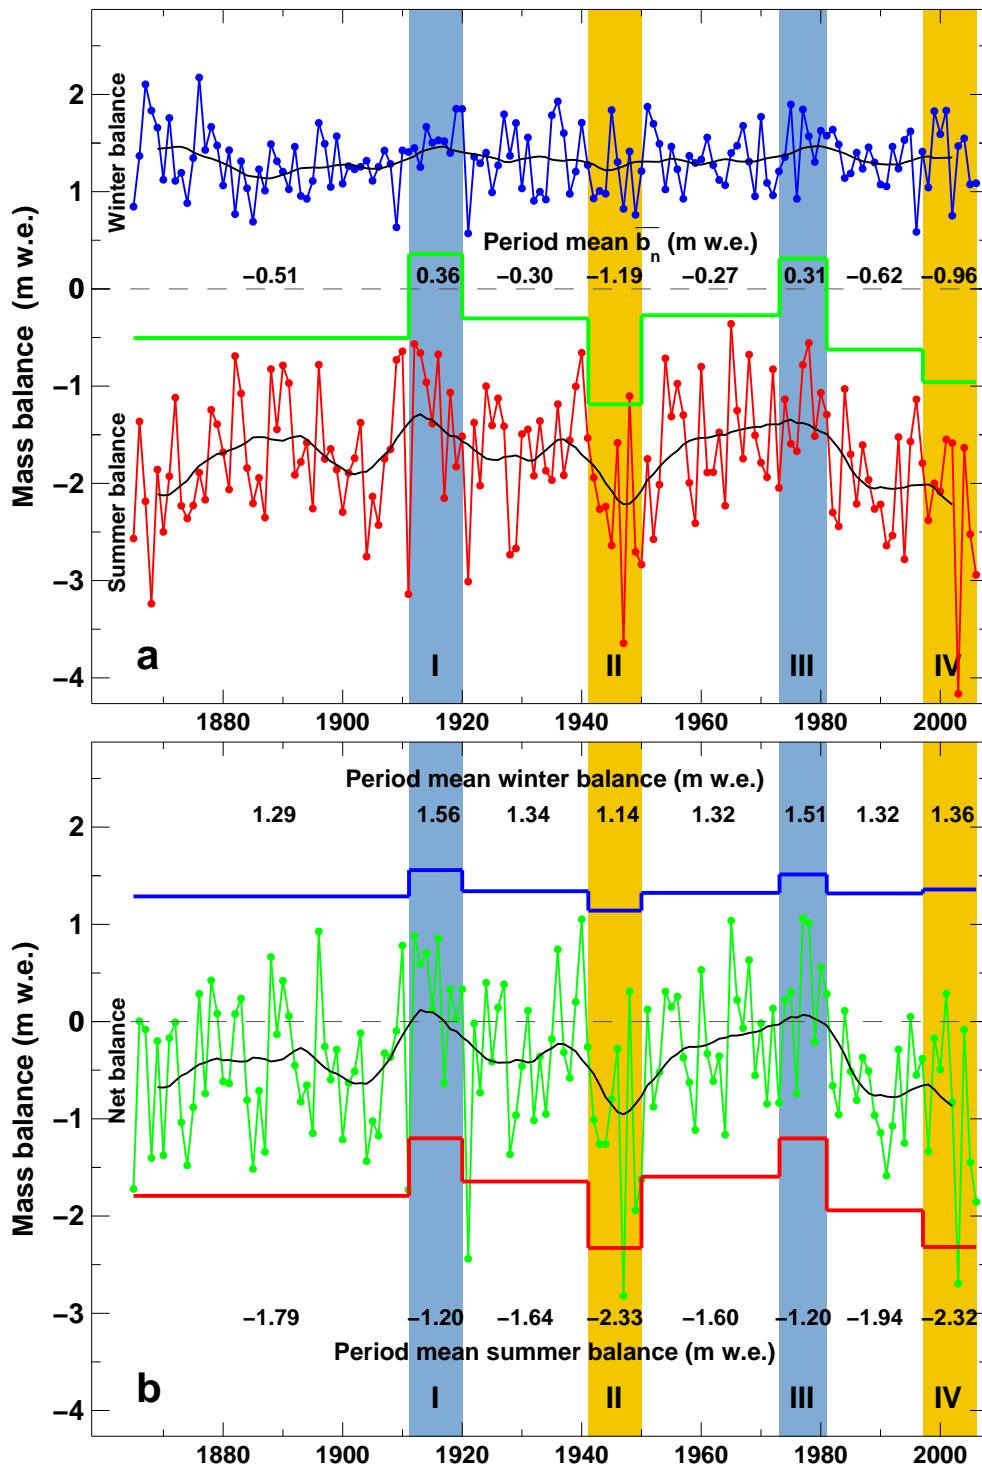 2
1
0
−1
−2
−3
−4
Mass balance (m w.e.)
Winter balance
Summer balance
Period mean b̅n̅ (m w.e.)
−0.51 0.36 −0.30 −1.19 −0.27 0.31 −0.62 −0.96
a I II III IV
1880 1900 1920 1940 1960 1980 2000
2
1
0
−1
−2
−3
−4
Mass balance (m w.e.)
Net balance
Period mean winter balance (m w.e.)
1.29 1.56 1.34 1.14 1.32 1.51 1.32 1.36
−1.79 −1.20 −1.64 −2.33 −1.60 −1.20 −1.94 −2.32
Period mean summer balance (m w.e.)
b I II III IV
1880 1900 1920 1940 1960 1980 2000